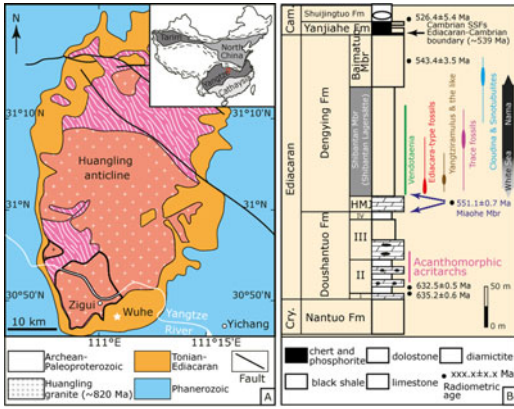 N
Tarim
North
China
Yangtze
Cathaysia
31°10'
Huangling
anticline
31°N
30°50'N
Zigui
Wuhe
Yangtze
River
Yichang
10 km
111°E
111°15'E
Archean-
Paleoproterozoic
Tonian-
Ediacaran
Fault
Huangling
granite (~820 Ma)
Phanerozoic
A
Cam.
Shuijingtuo Fm
Yanjiahe Fm
526.4±5.4 Ma
Cambrian SSFs
Ediacaran-Cambrian
boundary (~539 Ma)
Ediacaran
Dengying Fm
Baimatuo
Mbr
543.4±3.5 Ma
Shibantan Mbr
(Shibantan Lagerstätte)
HMJ
Vendotaenia
Ediacara-type fossils
Yangtziramulus & the like
Trace fossils
Cloudina & Sinotubulites
White Sea
Nama
551.1±0.7 Ma
Miaohe Mbr
Doushantuo Fm
IV
III
II
I
Acanthomorphic
acritarchs
632.5±0.5 Ma
635.2±0.6 Ma
50 m
0 m
Cry.
Nantuo Fm
chert and
phosphorite
dolostone
diamictite
black shale
limestone
xxx.x±x.x Ma
Radiometric
age
B